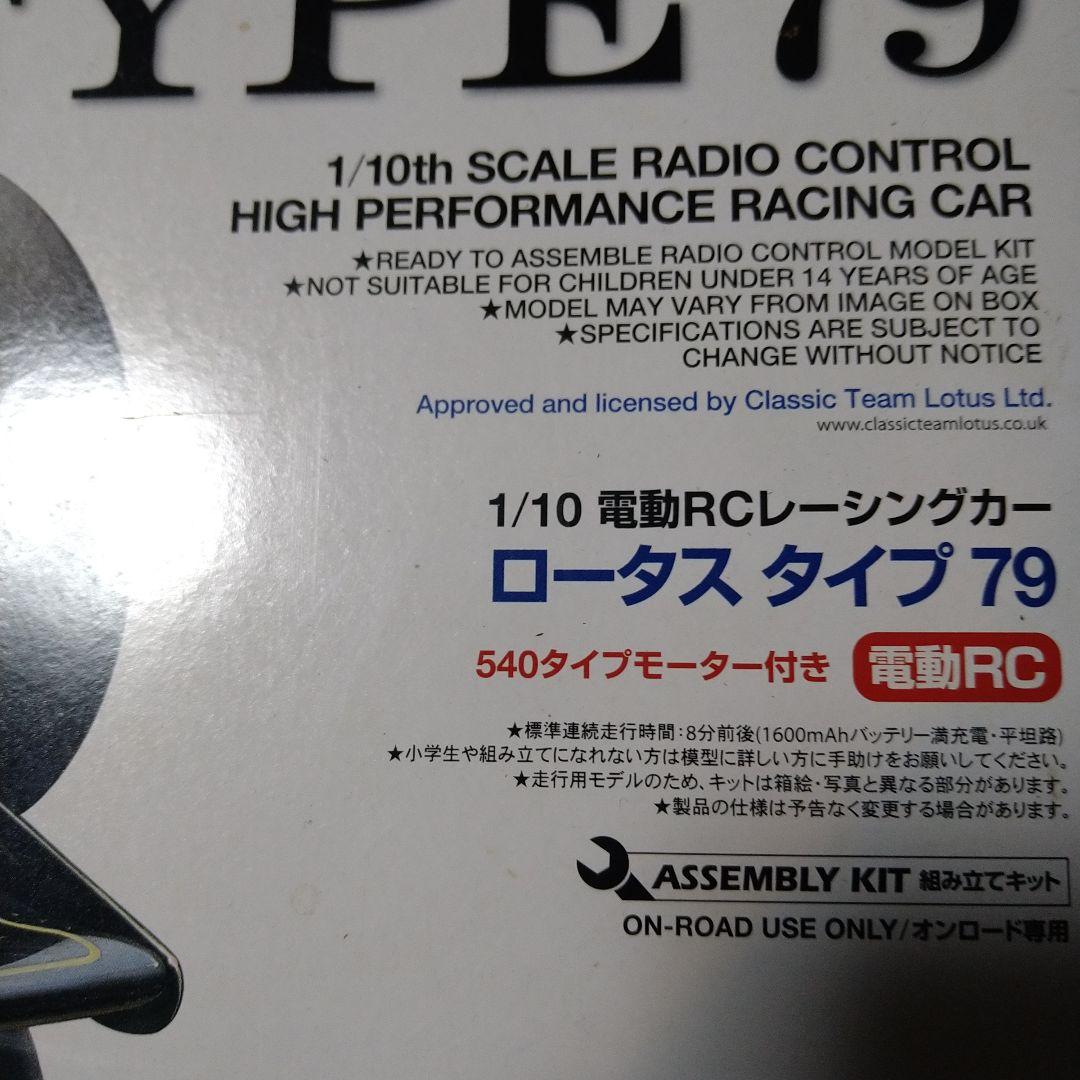 TYPE 79
1/10th SCALE RADIO CONTROL
HIGH PERFORMANCE RACING CAR
★READY TO ASSEMBLE RADIO CONTROL MODEL KIT
★NOT SUITABLE FOR CHILDREN UNDER 14 YEARS OF AGE
★MODEL MAY VARY FROM IMAGE ON BOX
★SPECIFICATIONS ARE SUBJECT TO
CHANGE WITHOUT NOTICE
Approved and licensed by Classic Team Lotus Ltd.
www.classicteamlotus.co.uk
1/10 電動RCレーシングカー
ロータス タイプ 79
540タイプモーター付き 電動RC
★標準連続走行時間:8分前後(1600mAhバッテリー満充電・平坦路)
★小学生や組み立てになれない方は模型に詳しい方に手助けをお願いしてください。
★走行用モデルのため、キットは箱絵・写真と異なる部分があります。
★製品の仕様は予告なく変更する場合があります。
ASSEMBLY KIT 組み立てキット
ON-ROAD USE ONLY/オンロード専用